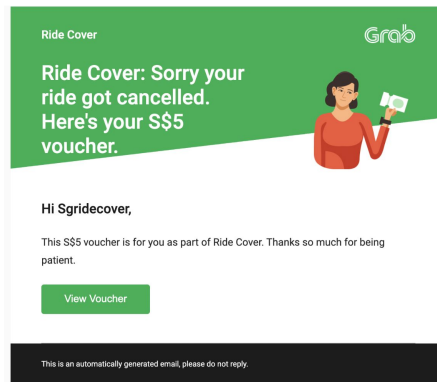 Ride Cover
Grab
Ride Cover: Sorry your
ride got cancelled.
Here's your S$5
voucher.
Hi Sgridecover,
This S$5 voucher is for you as part of Ride Cover. Thanks so much for being
patient.
View Voucher
This is an automatically generated email, please do not reply.